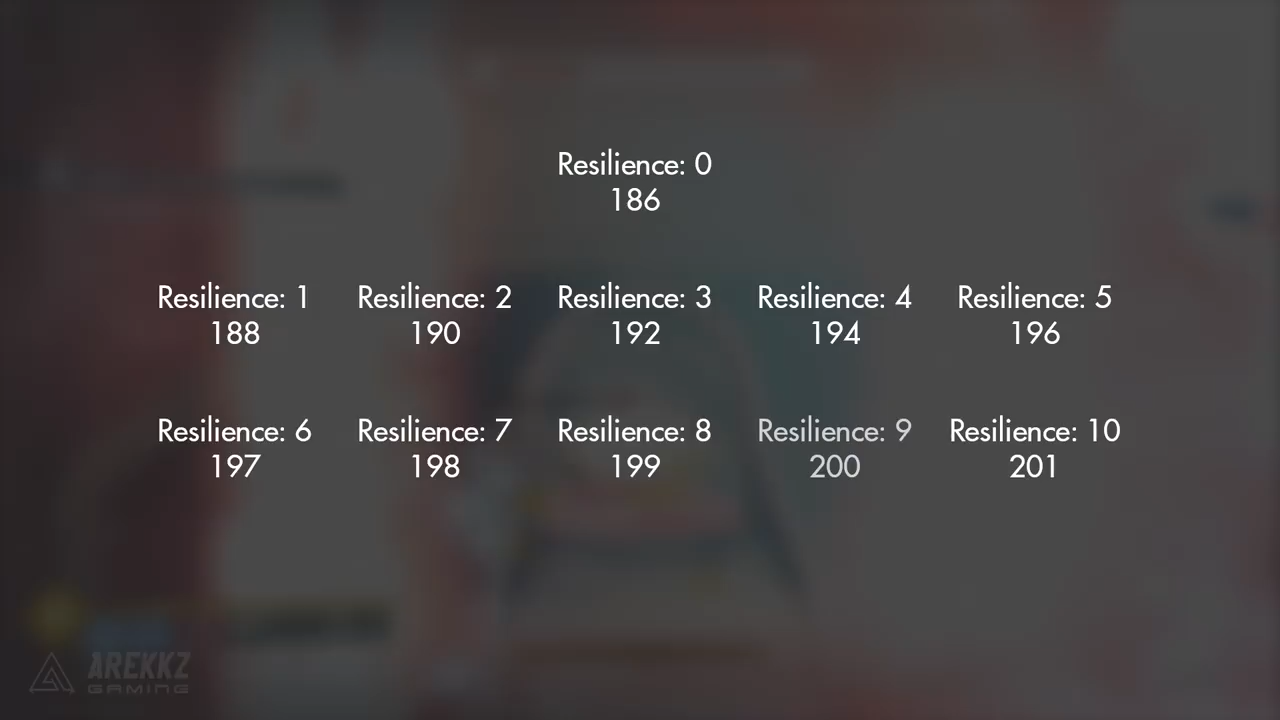 Resilience: 0
186
Resilience: 1 Resilience: 2 Resilience: 3 Resilience: 4 Resilience: 5
188 190 192 194 196
Resilience: 6 Resilience: 7 Resilience: 8 Resilience: 9 Resilience: 10
197 198 199 200 201
AREKKZ
GAMING